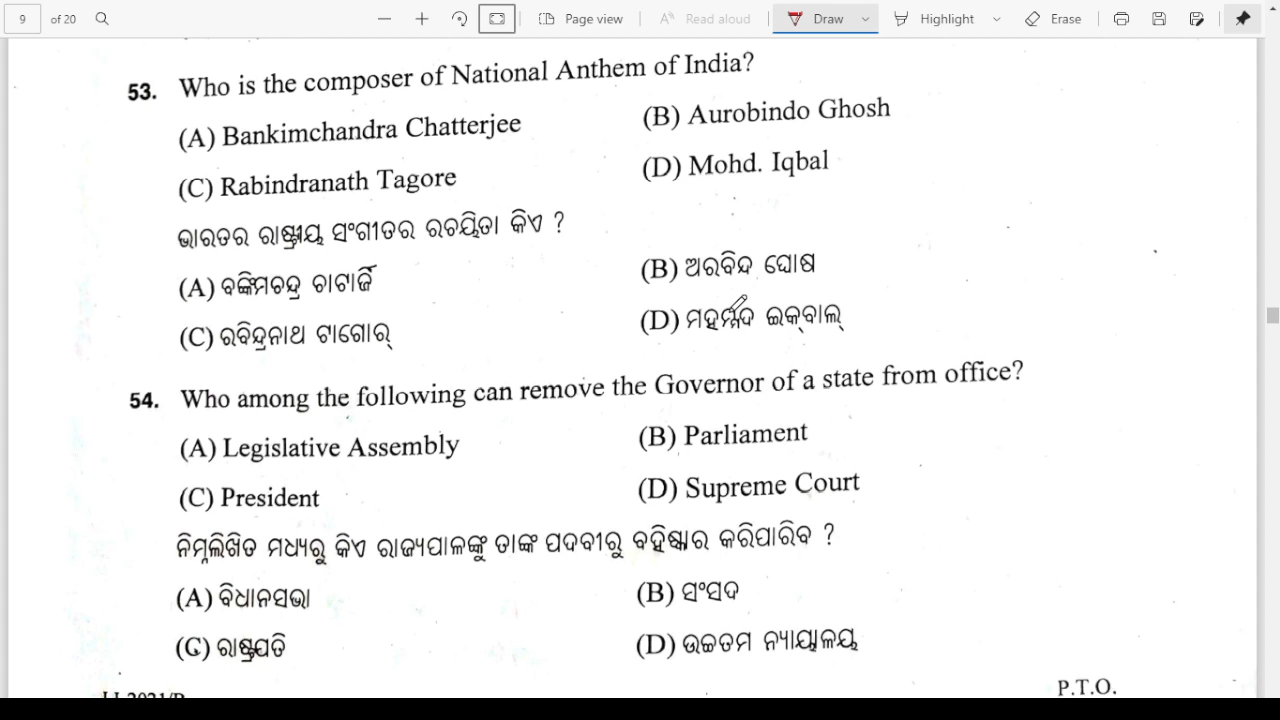 9 of 20 Page view Read aloud Draw Highlight Erase
53. Who is the composer of National Anthem of India?
(A) Bankimchandra Chatterjee (B) Aurobindo Ghosh
(C) Rabindranath Tagore (D) Mohd. Iqbal
ଭାରତର ରାଷ୍ଟ୍ରୀୟ ସଂଗୀତର ରଚୟିତା କିଏ ?
(A) ବଙ୍କିମଚନ୍ଦ୍ର ଚାଟାର୍ଜି (B) ଅରବିନ୍ଦ ଘୋଷ
(C) ରବିନ୍ଦ୍ରନାଥ ଟାଗୋର୍ (D) ମହମ୍ମଦ ଇକ୍‌ବାଲ୍
54. Who among the following can remove the Governor of a state from office?
(A) Legislative Assembly (B) Parliament
(C) President (D) Supreme Court
ନିମ୍ନଲିଖିତ ମଧ୍ୟରୁ କିଏ ରାଜ୍ୟପାଳଙ୍କୁ ତାଙ୍କ ପଦବୀରୁ ବହିଷ୍କାର କରିପାରିବ ?
(A) ବିଧାନସଭା (B) ସଂସଦ
(C) ରାଷ୍ଟ୍ରପତି (D) ଉଚ୍ଚତମ ନ୍ୟାୟାଳୟ
P.T.O.